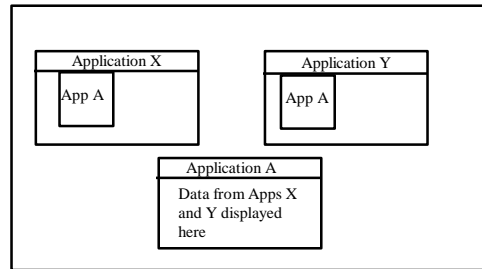 Application X
App A
Application Y
App A
Application A
Data from Apps X
and Y displayed
here